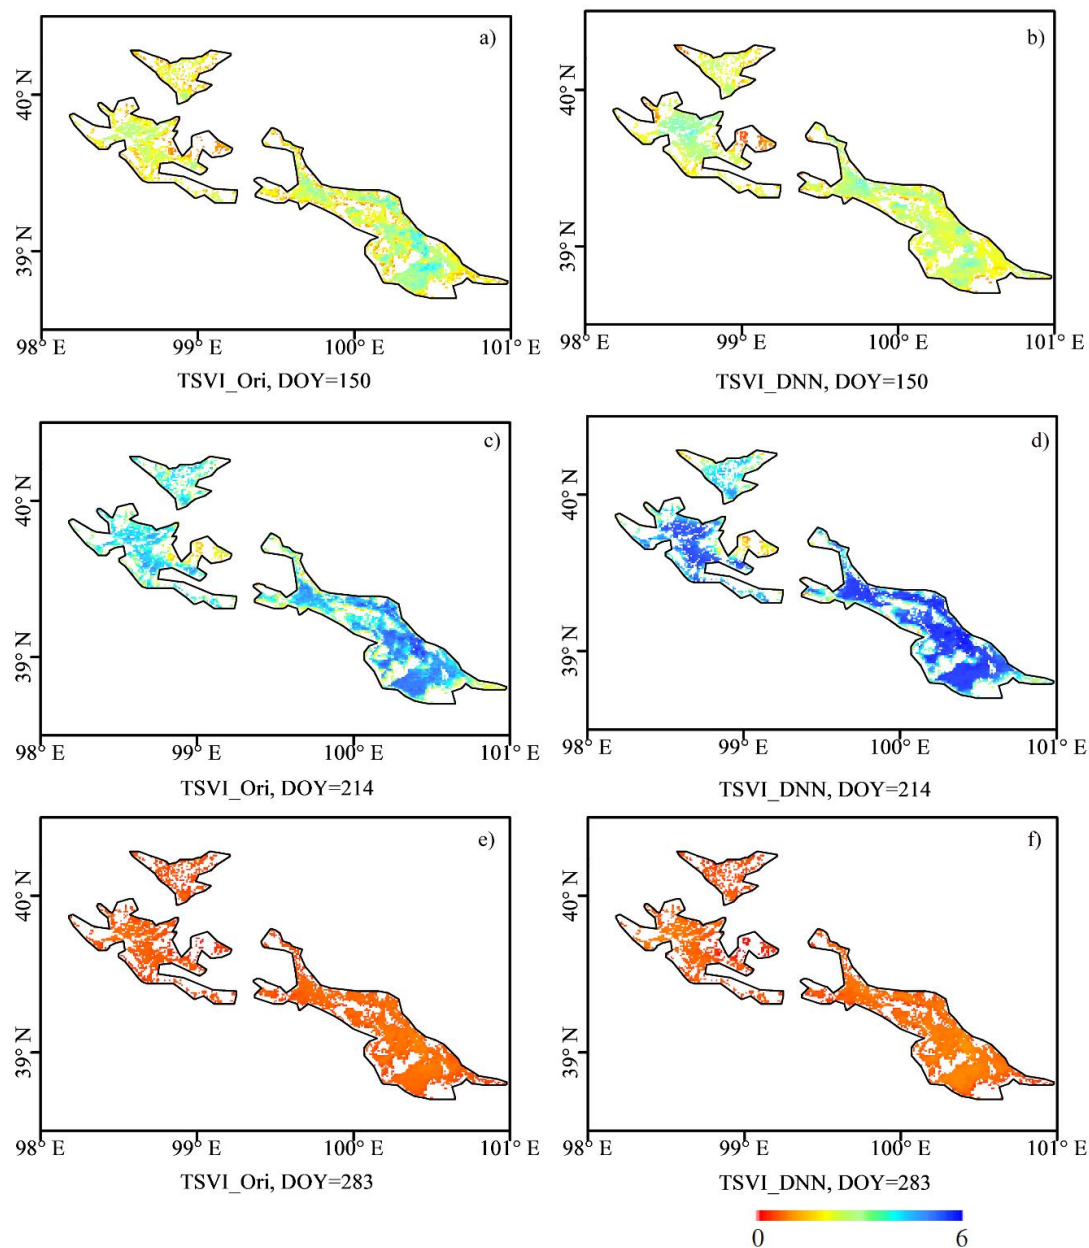 a)
b)
40° N
40° N
39° N
39° N
98° E 99° E 100° E 101° E
98° E 99° E 100° E 101° E
TSVI_Ori, DOY=150
TSVI_DNN, DOY=150
c)
d)
40° N
40° N
39° N
39° N
98° E 99° E 100° E 101° E
98° E 99° E 100° E 101° E
TSVI_Ori, DOY=214
TSVI_DNN, DOY=214
e)
f)
40° N
40° N
39° N
39° N
98° E 99° E 100° E 101° E
98° E 99° E 100° E 101° E
TSVI_Ori, DOY=283
TSVI_DNN, DOY=283
0 6